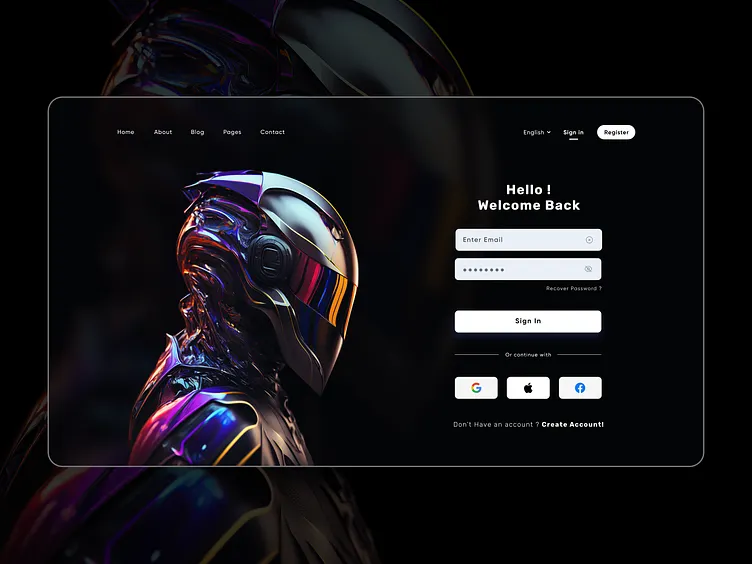 Home About Blog Pages Contact English Sign in Register
Hello !
Welcome Back
Enter Email
Recover Password ?
Sign In
Or continue with
Don't Have an account ? Create Account!